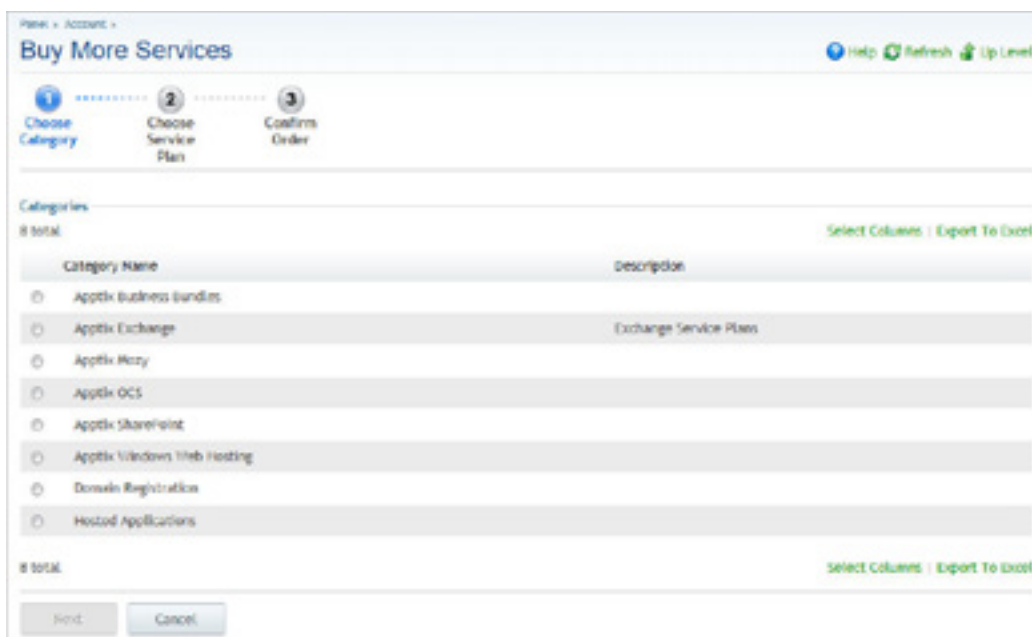 Panel » Account »
Buy More Services
Help Refresh Up Level
1 2 3
Choose Category
Choose Service Plan
Confirm Order
Categories
8 total
Select Columns | Export To Excel
Category Name Description
Apptix Business Bundles
Apptix Exchange Exchange Service Plans
Apptix Mozy
Apptix OCS
Apptix SharePoint
Apptix Windows Web Hosting
Domain Registration
Hosted Applications
8 total
Select Columns | Export To Excel
Next Cancel